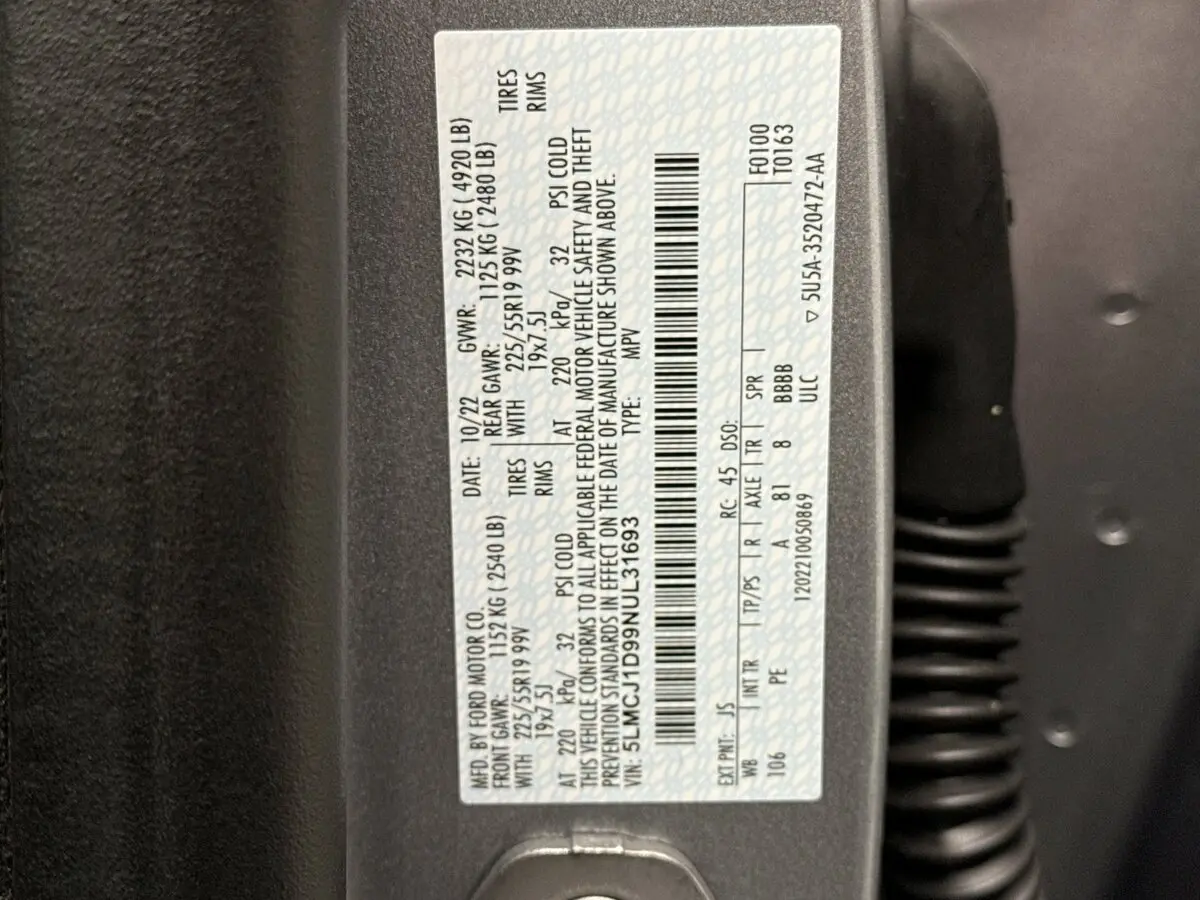 MFD. BY FORD MOTOR CO. DATE: 10/22 GVWR: 2232 KG ( 4920 LB)
FRONT GAWR: 1152 KG ( 2540 LB) REAR GAWR: 1125 KG ( 2480 LB)
WITH 225/55R19 99V TIRES WITH 225/55R19 99V TIRES
19x7.5J RIMS 19x7.5J RIMS
AT 220 kPa/ 32 PSI COLD AT 220 kPa/ 32 PSI COLD
THIS VEHICLE CONFORMS TO ALL APPLICABLE FEDERAL MOTOR VEHICLE SAFETY AND THEFT
PREVENTION STANDARDS IN EFFECT ON THE DATE OF MANUFACTURE SHOWN ABOVE.
VIN: 5LMCJ1D99NUL31693 TYPE: MPV
EXT PNT: JS RC: 45 DSO:
WB INT TR TP/PS R AXLE TR SPR F0100
106 PE A 81 8 BBBB T0163
120221005086​9 ULC
▽ 5U5A-3520472-AA